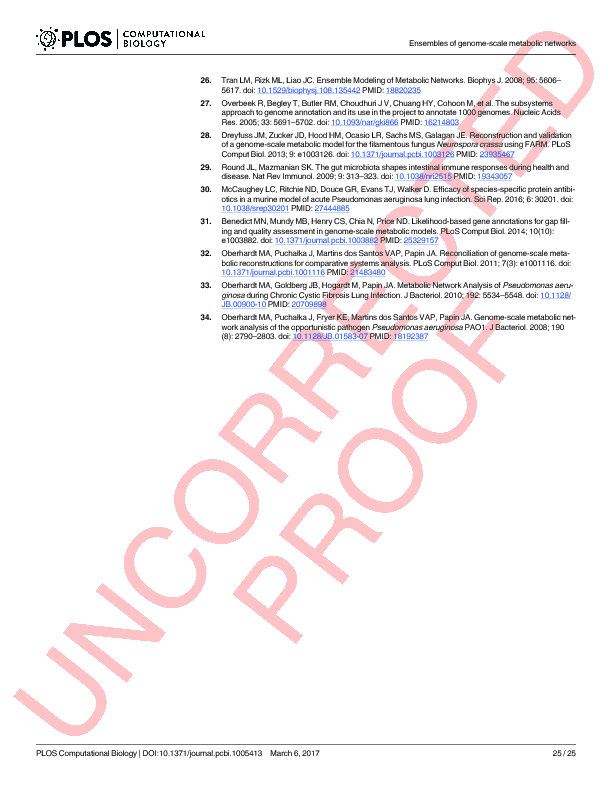 PLOS | COMPUTATIONAL BIOLOGY
Ensembles of genome-scale metabolic networks
26. Tran LM, Rizk ML, Liao JC. Ensemble Modeling of Metabolic Networks. Biophys J. 2008; 95: 5606–
5617. doi: 10.1529/biophysj.108.135442 PMID: 18820235
27. Overbeek R, Begley T, Butler RM, Choudhuri J V, Chuang HY, Cohoon M, et al. The subsystems
approach to genome annotation and its use in the project to annotate 1000 genomes. Nucleic Acids
Res. 2005; 33: 5691–5702. doi: 10.1093/nar/gki866 PMID: 16214803
28. Dreyfuss JM, Zucker JD, Hood HM, Ocasio LR, Sachs MS, Galagan JE. Reconstruction and validation
of a genome-scale metabolic model for the filamentous fungus Neurospora crassa using FARM. PLoS
Comput Biol. 2013; 9: e1003126. doi: 10.1371/journal.pcbi.1003126 PMID: 23935467
29. Round JL, Mazmanian SK. The gut microbiota shapes intestinal immune responses during health and
disease. Nat Rev Immunol. 2009; 9: 313–323. doi: 10.1038/nri2515 PMID: 19343057
30. McCaughey LC, Ritchie ND, Douce GR, Evans TJ, Walker D. Efficacy of species-specific protein antibi-
otics in a murine model of acute Pseudomonas aeruginosa lung infection. Sci Rep. 2016; 6: 30201. doi:
10.1038/srep30201 PMID: 27444885
31. Benedict MN, Mundy MB, Henry CS, Chia N, Price ND. Likelihood-based gene annotations for gap fill-
ing and quality assessment in genome-scale metabolic models. PLoS Comput Biol. 2014; 10(10):
e1003882. doi: 10.1371/journal.pcbi.1003882 PMID: 25329157
32. Oberhardt MA, Puchałka J, Martins dos Santos VAP, Papin JA. Reconciliation of genome-scale meta-
bolic reconstructions for comparative systems analysis. PLoS Comput Biol. 2011; 7(3): e1001116. doi:
10.1371/journal.pcbi.1001116 PMID: 21483480
33. Oberhardt MA, Goldberg JB, Hogardt M, Papin JA. Metabolic Network Analysis of Pseudomonas aeru-
ginosa during Chronic Cystic Fibrosis Lung Infection. J Bacteriol. 2010; 192: 5534–5548. doi: 10.1128/
JB.00900-10 PMID: 20709898
34. Oberhardt MA, Puchałka J, Fryer KE, Martins dos Santos VAP, Papin JA. Genome-scale metabolic net-
work analysis of the opportunistic pathogen Pseudomonas aeruginosa PAO1. J Bacteriol. 2008; 190
(8): 2790–2803. doi: 10.1128/JB.01583-07 PMID: 18192387
UNCORRECTED
PROOF
PLOS Computational Biology | DOI:10.1371/journal.pcbi.1005413 March 6, 2017
25 / 25